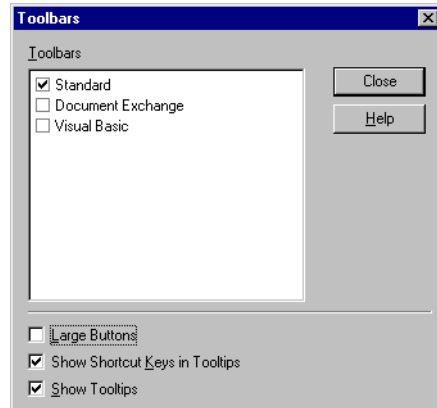 Toolbars
Toolbars
Standard
Document Exchange
Visual Basic
Close
Help
Large Buttons
Show Shortcut Keys in Tooltips
Show Tooltips